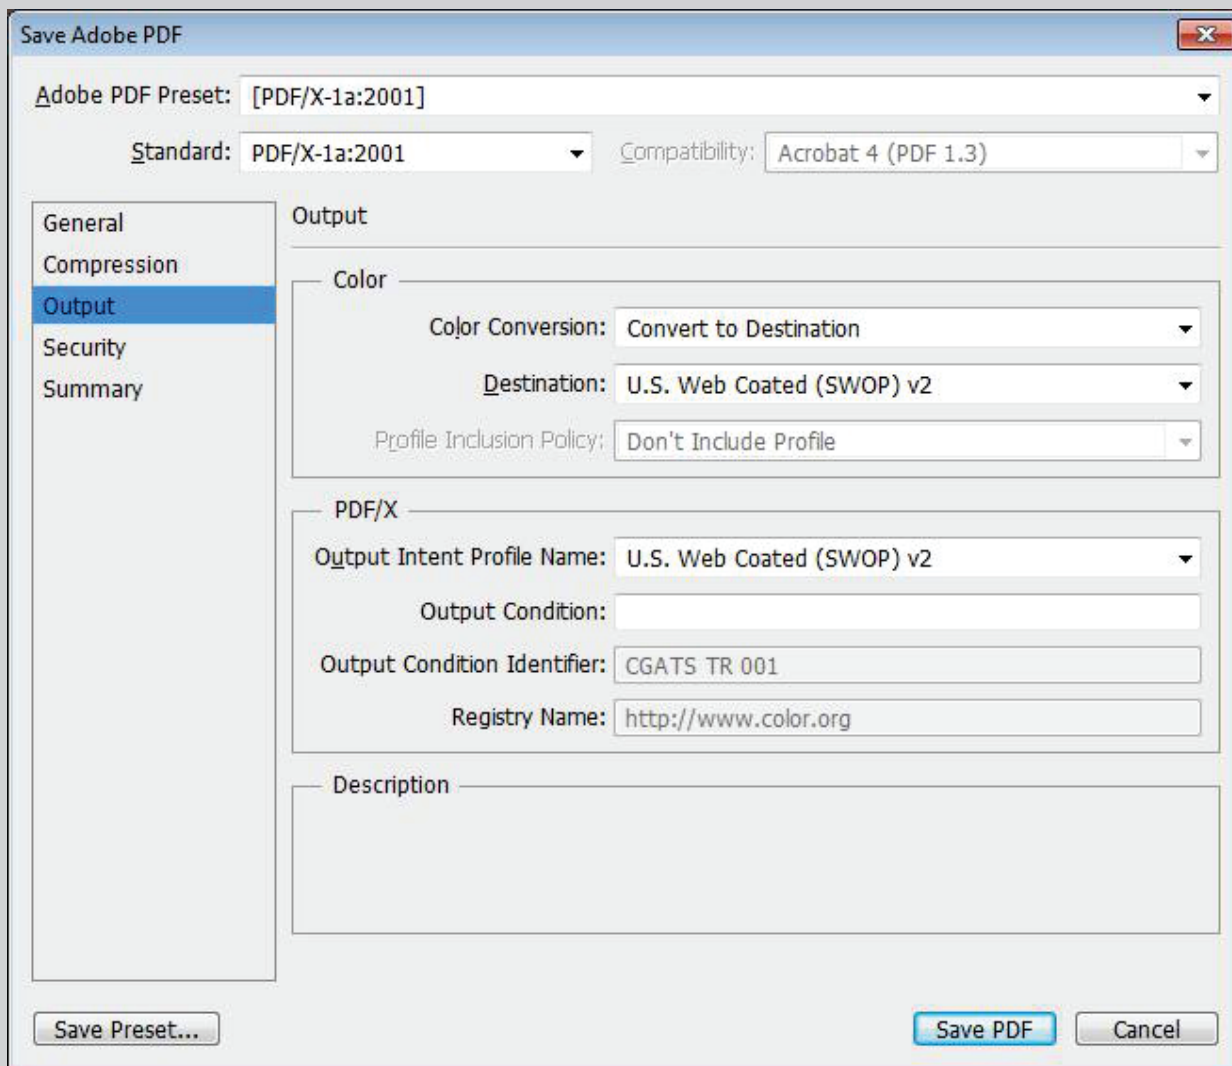 Save Adobe PDF
Adobe PDF Preset: [PDF/X-1a:2001]
Standard: PDF/X-1a:2001 Compatibility: Acrobat 4 (PDF 1.3)
General
Compression
Output
Security
Summary
Output
Color
Color Conversion: Convert to Destination
Destination: U.S. Web Coated (SWOP) v2
Profile Inclusion Policy: Don't Include Profile
PDF/X
Output Intent Profile Name: U.S. Web Coated (SWOP) v2
Output Condition:
Output Condition Identifier: CGATS TR 001
Registry Name: http://www.color.org
Description
Save Preset... Save PDF Cancel